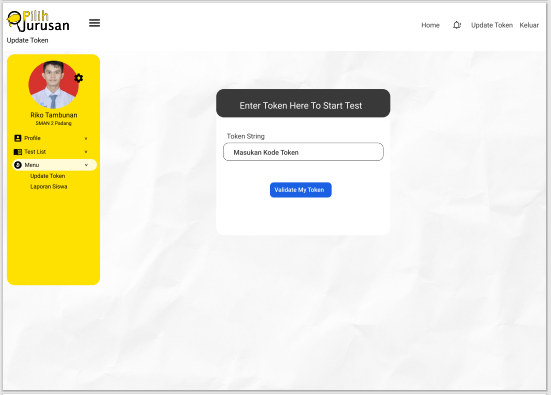 Pilih
Jurusan
Home
Update Token
Keluar
Update Token
Riko Tambunan
SMAN 2 Padang
Profile
Test List
Menu
Update Token
Laporan Siswa
Enter Token Here To Start Test
Token String
Masukan Kode Token
Validate My Token